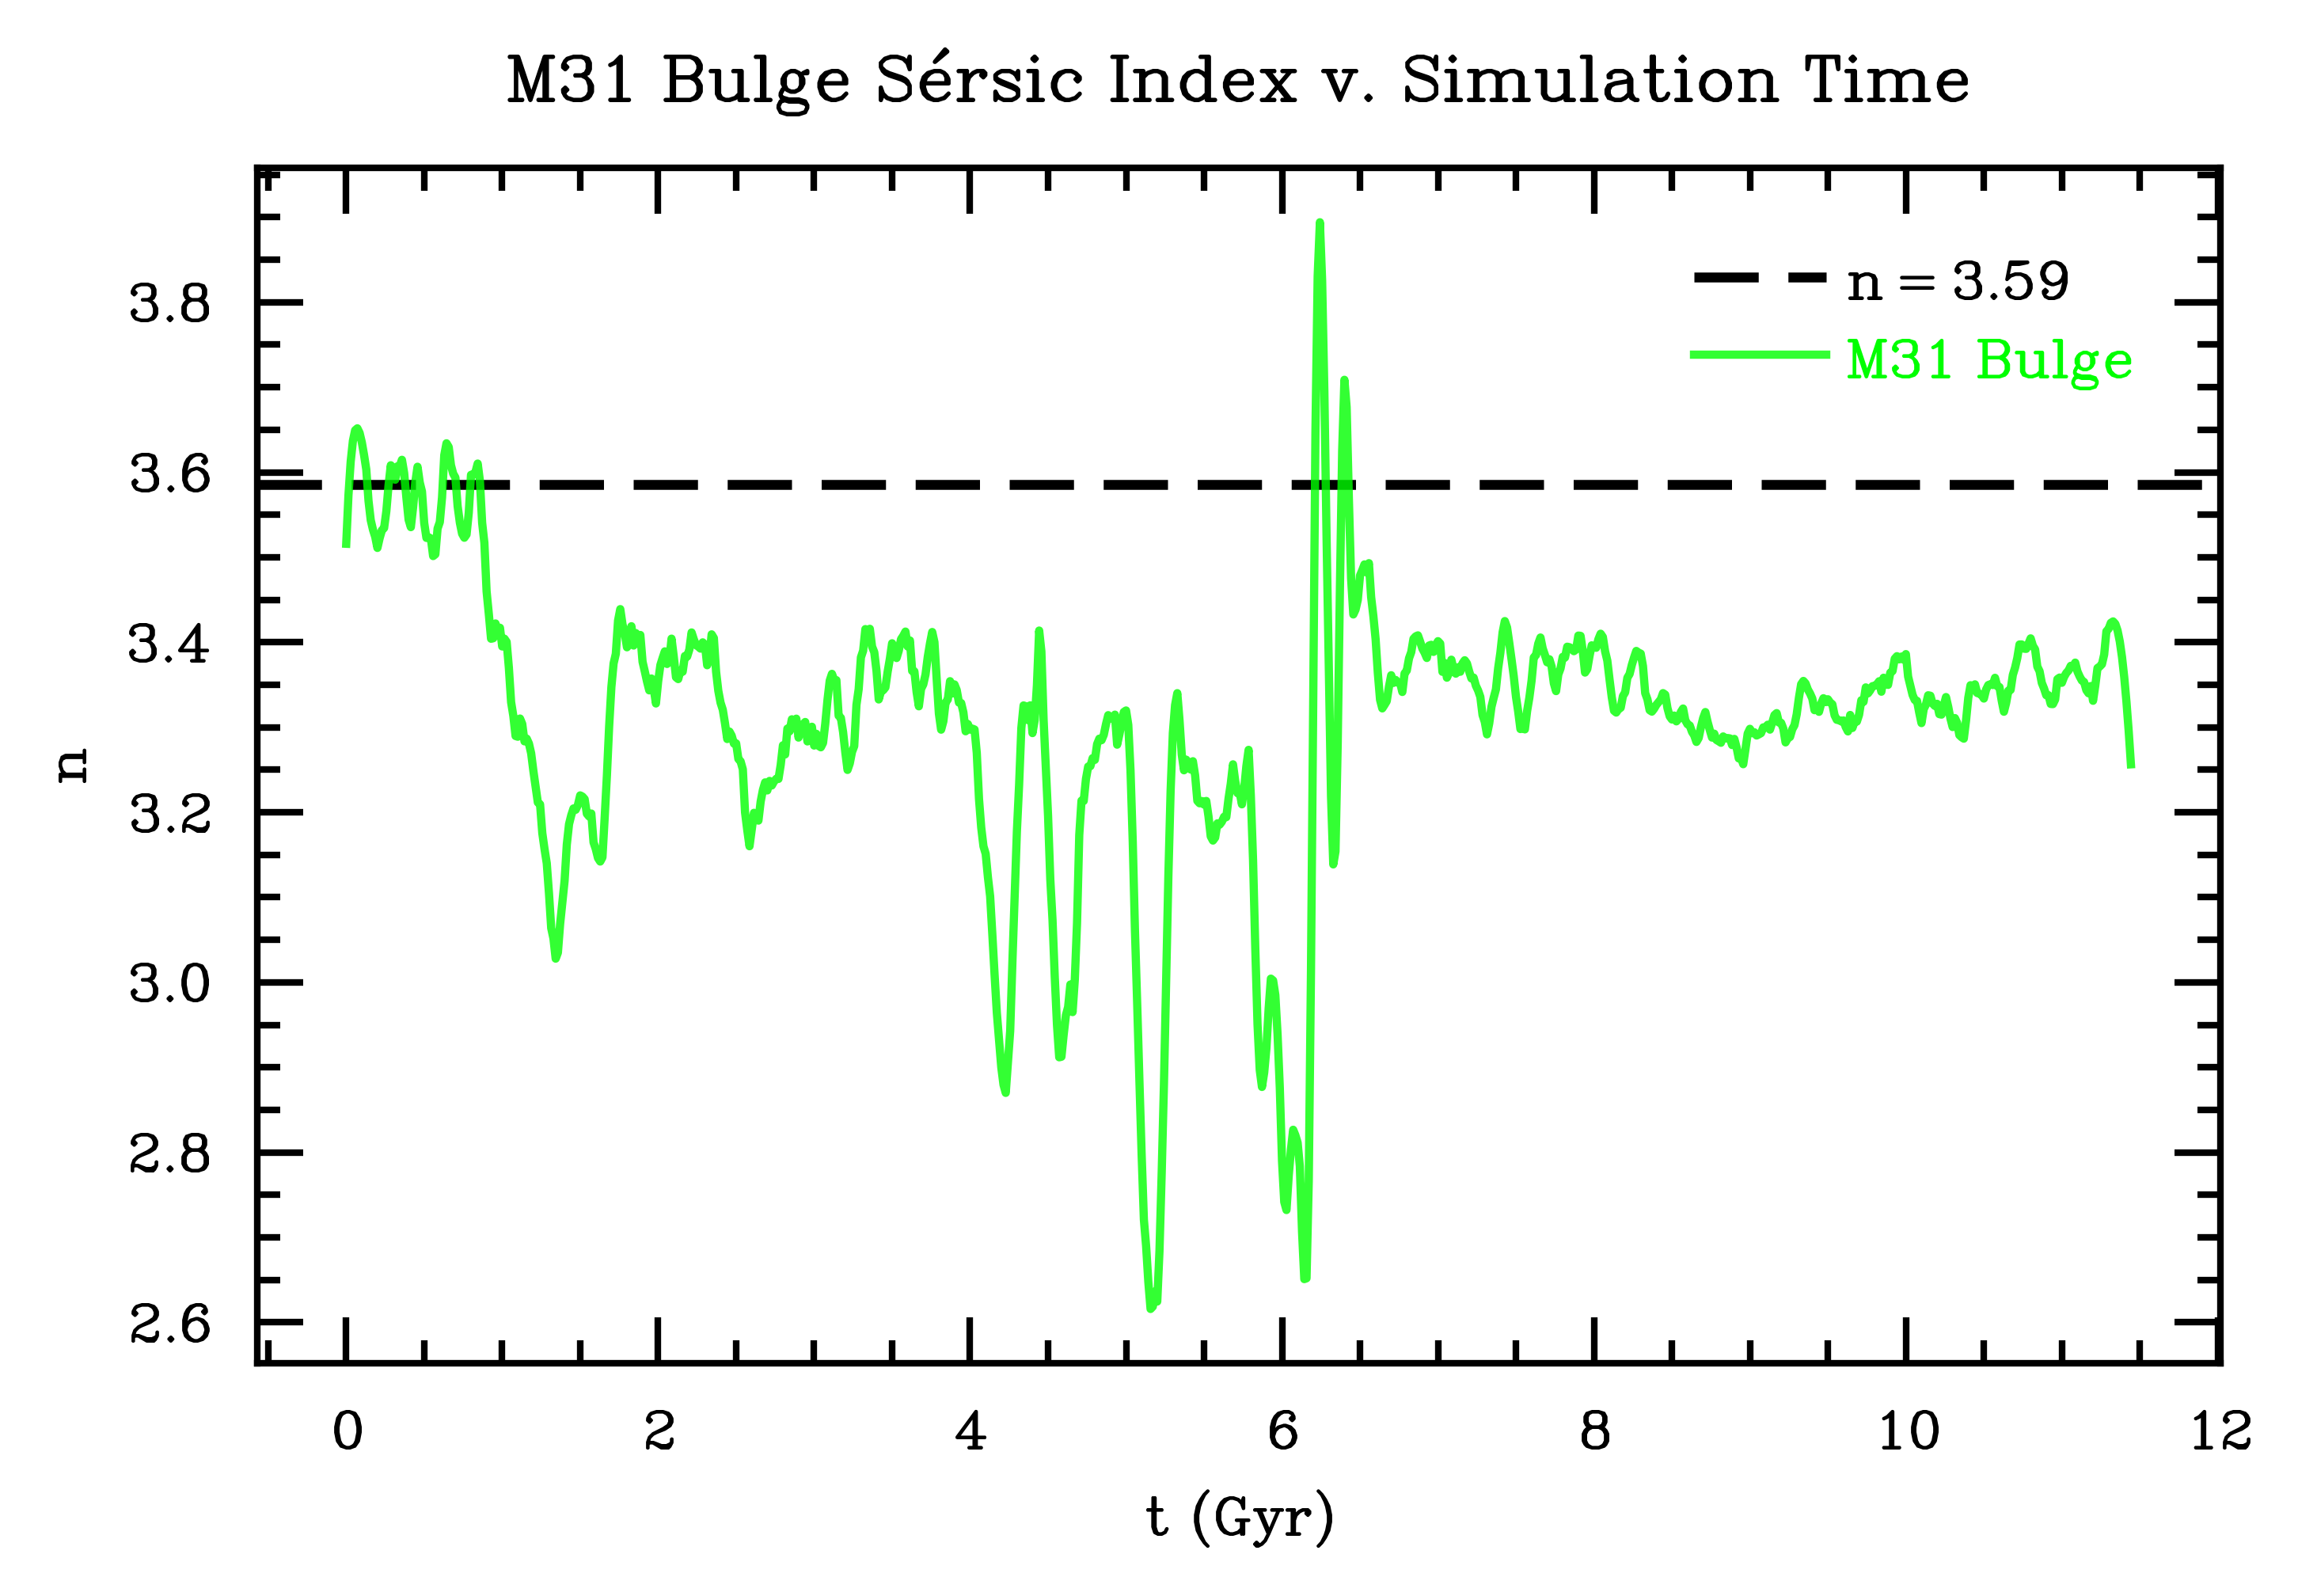 M31 Bulge Sérsic Index v. Simulation Time
n = 3.59
M31 Bulge
3.8
3.6
3.4
3.2
3.0
2.8
2.6
n
0 2 4 6 8 10 12
t (Gyr)